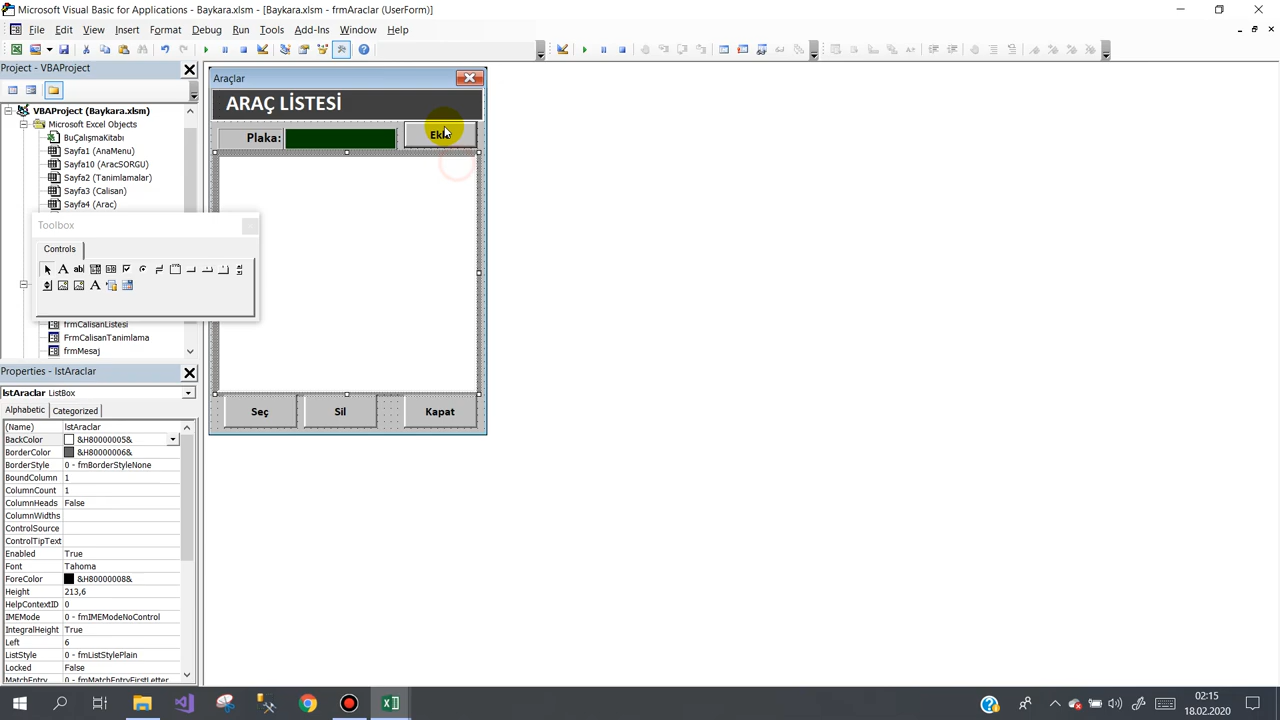 Microsoft Visual Basic for Applications - Baykara.xlsm - [Baykara.xlsm - frmAraclar (UserForm)]
File Edit View Insert Format Debug Run Tools Add-Ins Window Help
Project - VBAProject
VBAProject (Baykara.xlsm)
Microsoft Excel Objects
BuÇalışmaKitabı
Sayfa1 (AnaMenu)
Sayfa10 (AracSORGU)
Sayfa2 (Tanimlamalar)
Sayfa3 (Calisan)
Sayfa4 (Arac)
Toolbox
Controls
frmCalisanListesi
FrmCalisanTanimlama
frmMesaj
Araçlar
ARAÇ LİSTESİ
Plaka:
Seç Sil Kapat
Properties - lstAraclar
lstAraclar ListBox
Alphabetic Categorized
(Name) lstAraclar
BackColor &H80000005&
BorderColor &H80000006&
BorderStyle 0 - fmBorderStyleNone
BoundColumn 1
ColumnCount 1
ColumnHeads False
ColumnWidths
ControlSource
ControlTipText
Enabled True
Font Tahoma
ForeColor &H80000008&
Height 213,6
HelpContextID 0
IMEMode 0 - fmIMEModeNoControl
IntegralHeight True
Left 6
ListStyle 0 - fmListStylePlain
Locked False
MatchEntry 0 - fmMatchEntryFirstLetter
02:15
18.02.2020